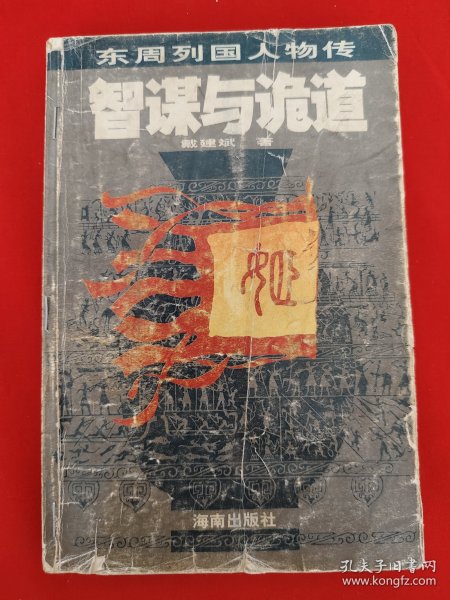 东周列国人物传
智谋与诡道
戴建斌 著
海南出版社
孔夫子旧书网
www.kongfz.com